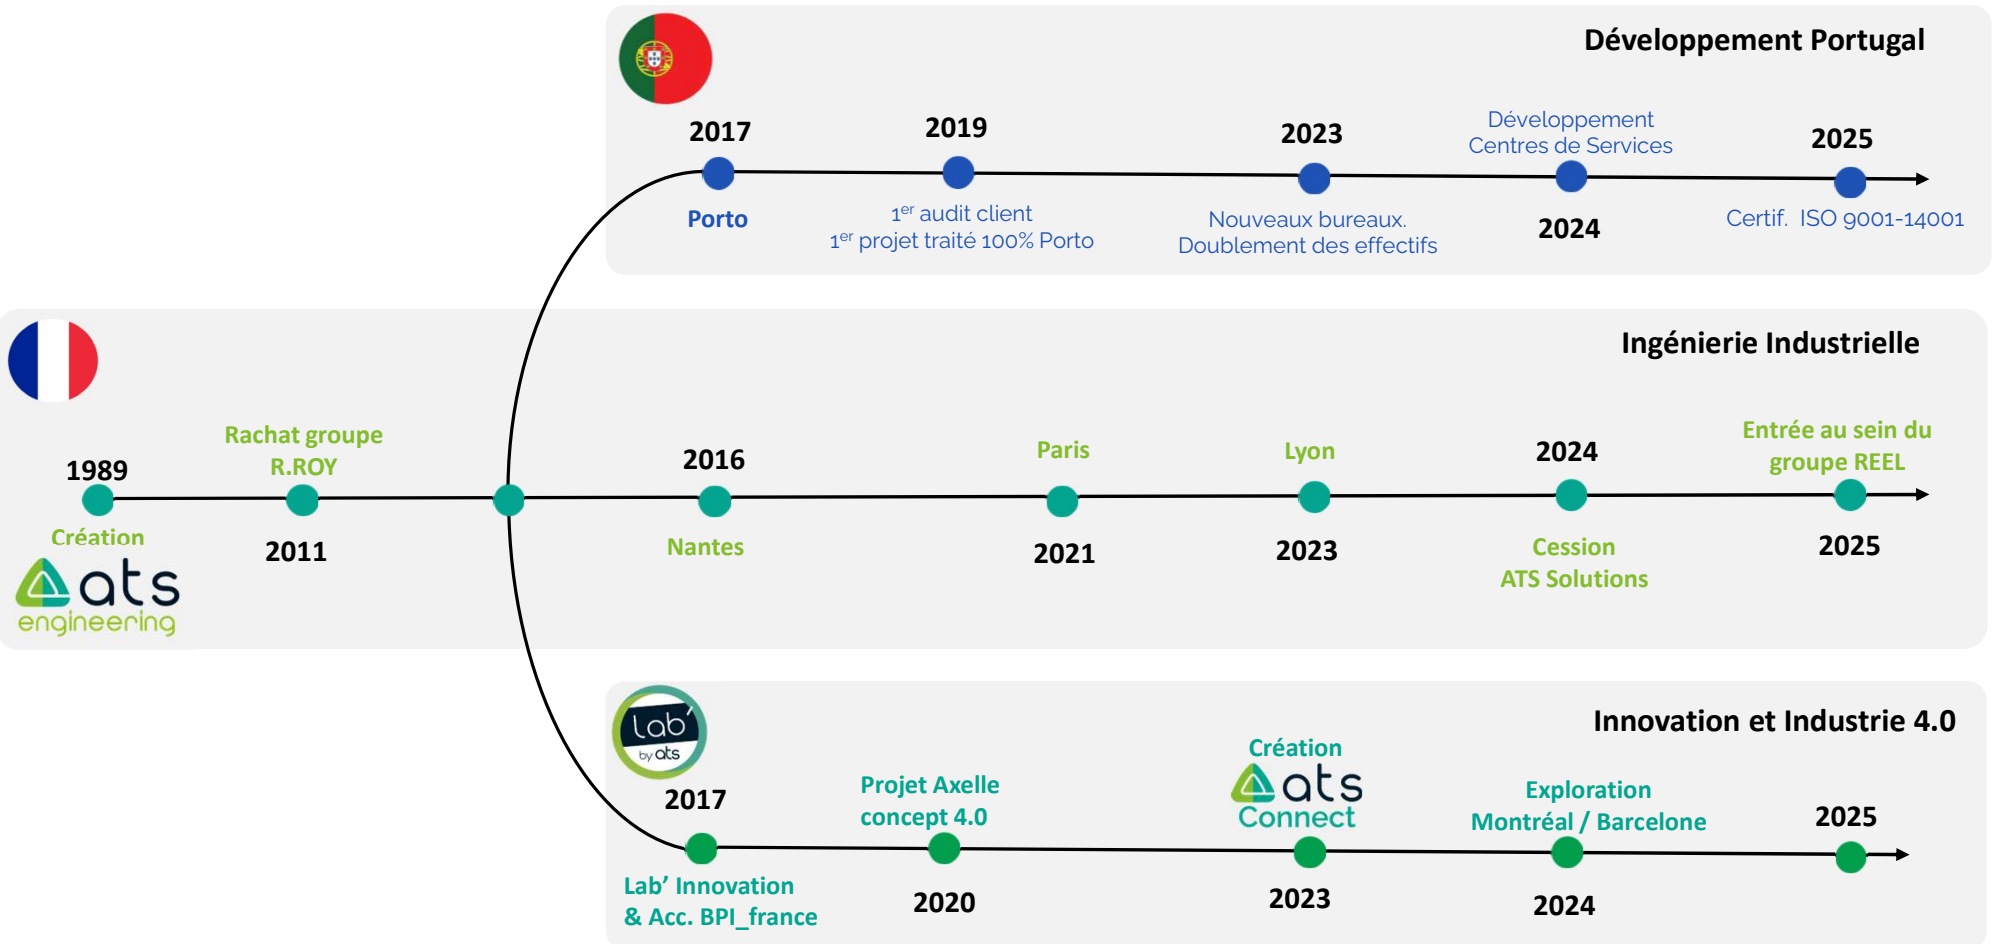 Développement Portugal
2017
Porto
2019
1er audit client
1er projet traité 100% Porto
2023
Nouveaux bureaux.
Doublement des effectifs
Développement
Centres de Services
2024
2025
Certif. ISO 9001-14001
Ingénierie Industrielle
1989
Création
ats
engineering
Rachat groupe
R.ROY
2011
2016
Nantes
Paris
2021
Lyon
2023
2024
Cession
ATS Solutions
Entrée au sein du
groupe REEL
2025
Innovation et Industrie 4.0
Lab'
by ats
2017
Lab’ Innovation
& Acc. BPI_france
Projet Axelle
concept 4.0
2020
Création
ats
Connect
2023
Exploration
Montréal / Barcelone
2024
2025